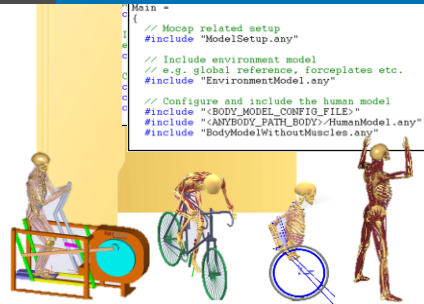 Main =
{
// Mocap related setup
#include "ModelSetup.any"
// Include environment model
// e.g. global reference, forceplates etc.
#include "EnvironmentModel.any"
// Configure and include the human model
#include "<BODY_MODEL_CONFIG_FILE>"
#include "<ANYBODY_PATH_BODY>/HumanModel.any"
#include "BodyModelWithoutMuscles.any"